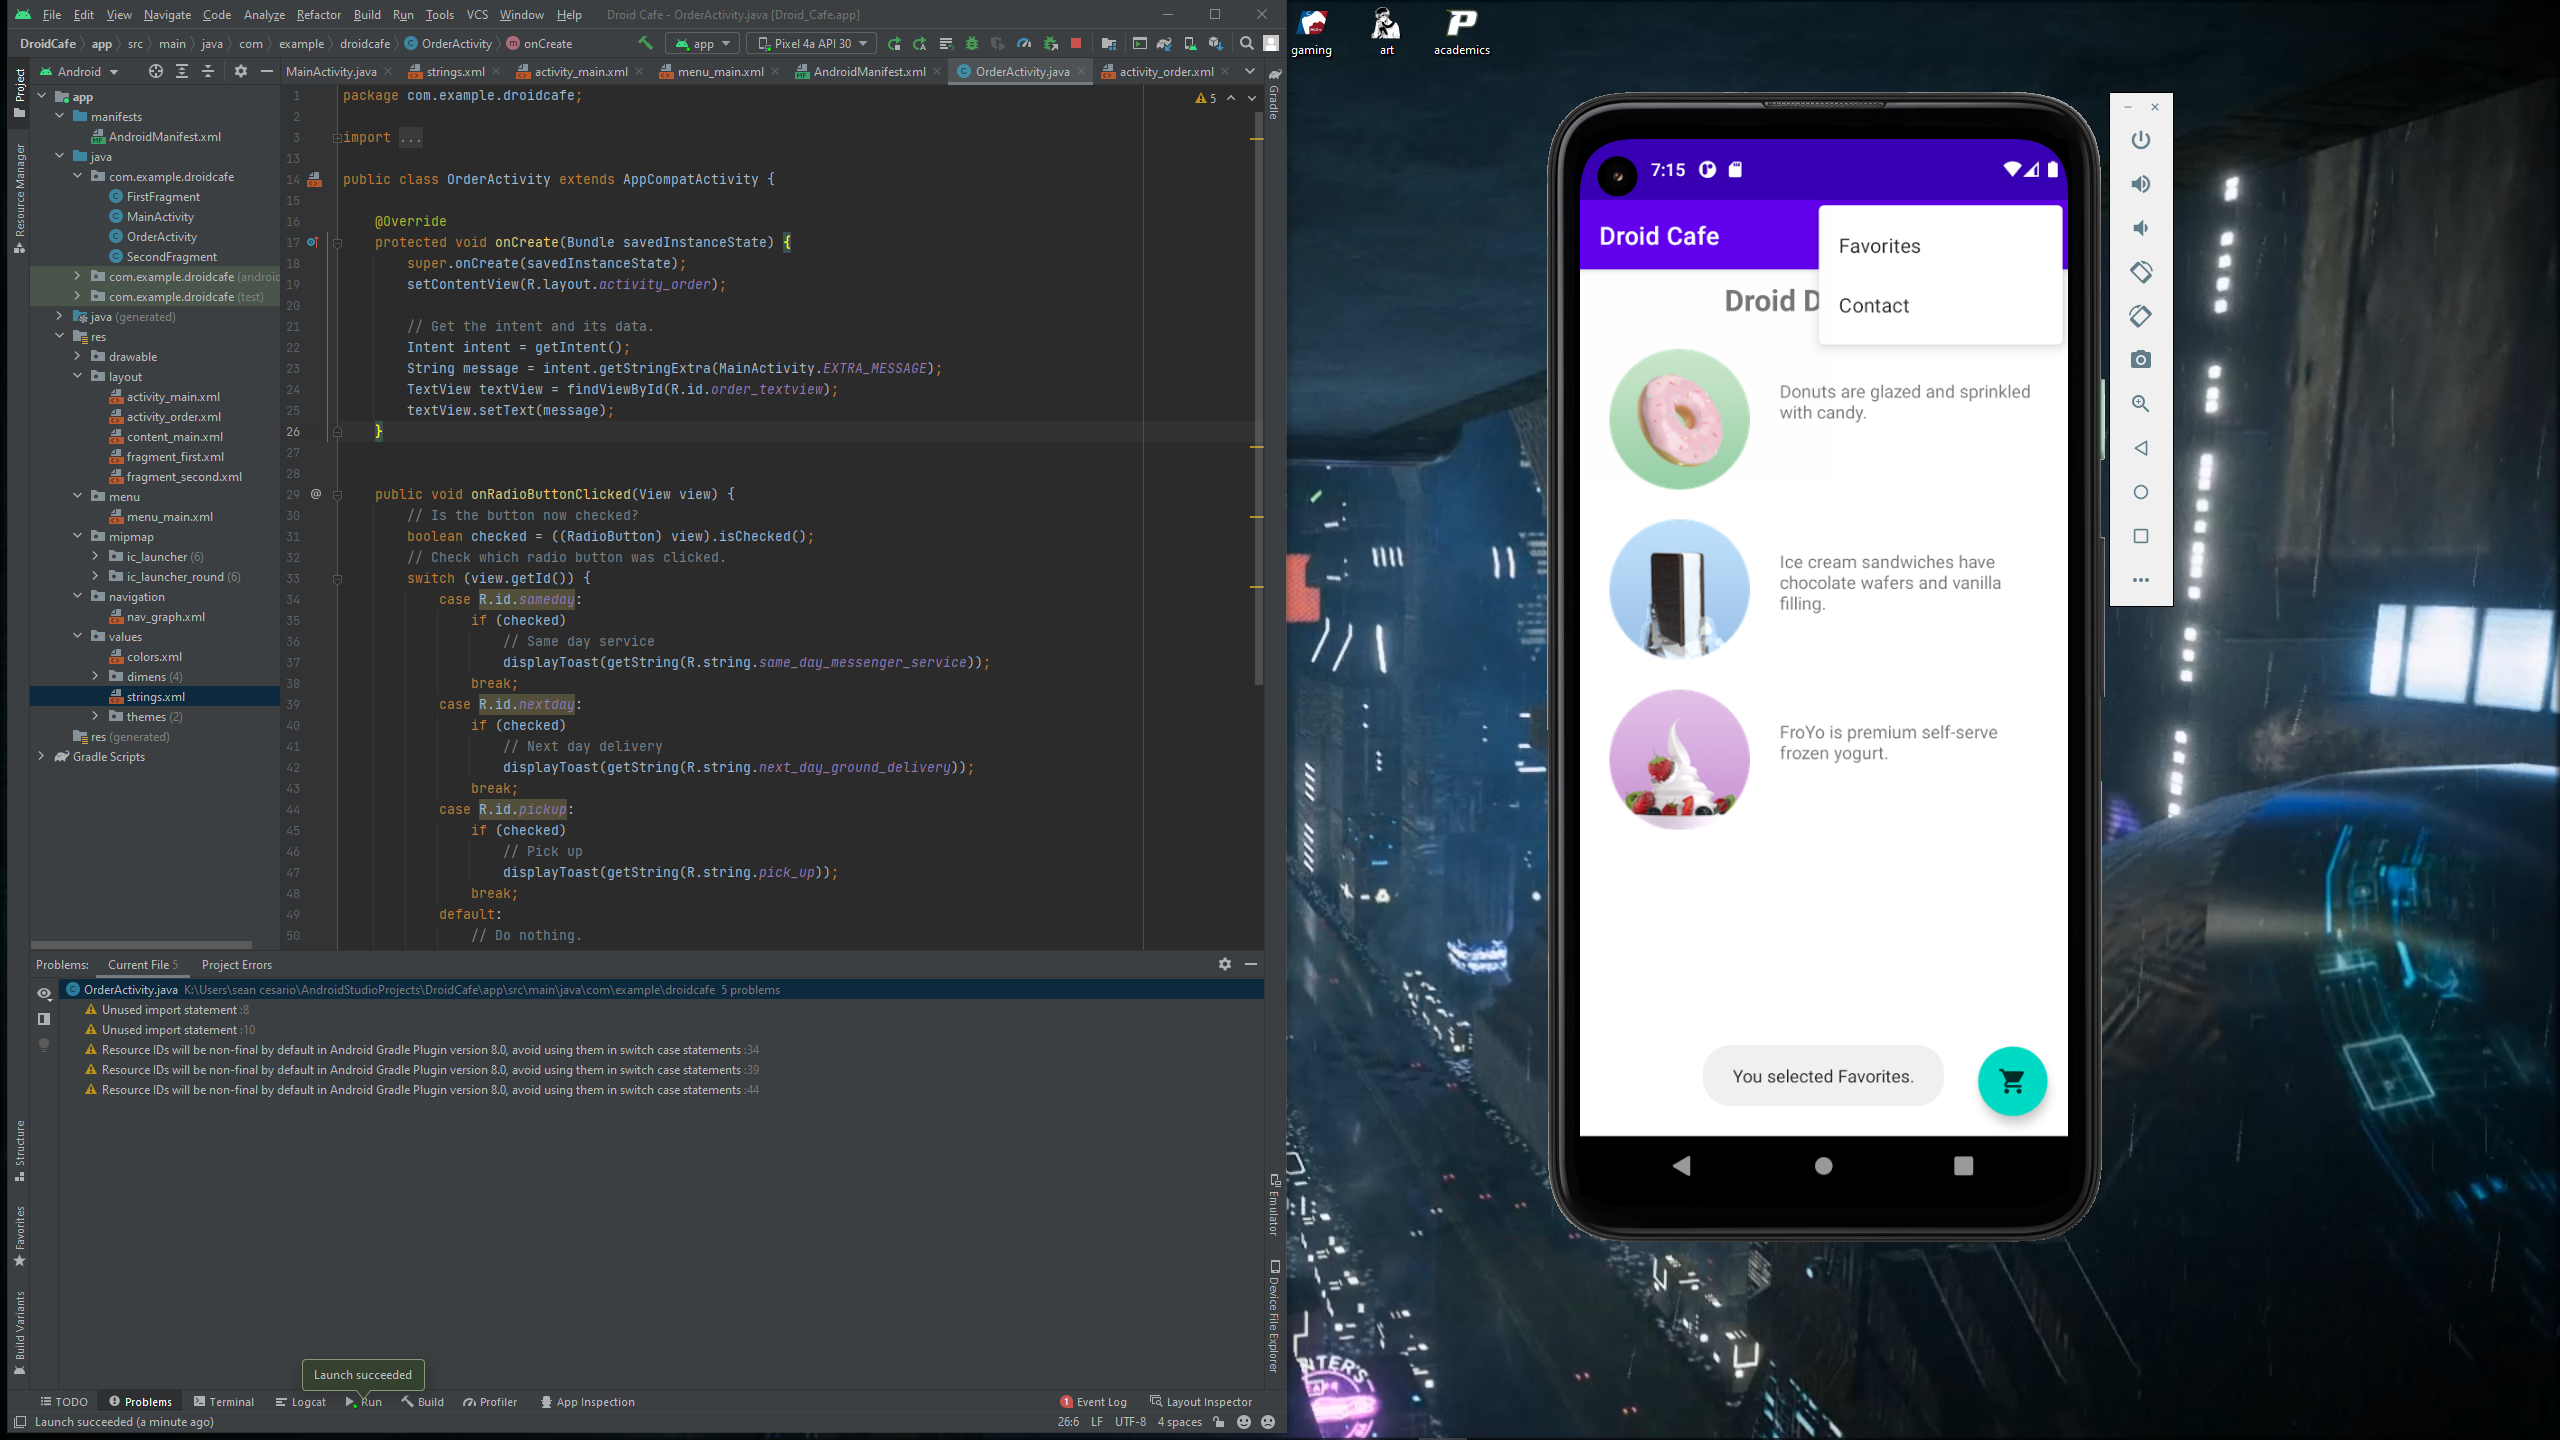 File Edit View Navigate Code Analyze Refactor Build Run Tools VCS Window Help Droid Cafe - OrderActivity.java [Droid_Cafe.app]
DroidCafe app src main java com example droidcafe OrderActivity onCreate app Pixel 4a API 30
Android
MainActivity.java strings.xml activity_main.xml menu_main.xml AndroidManifest.xml OrderActivity.java activity_order.xml
Project
Resource Manager
Structure
Favorites
Build Variants
app
manifests
AndroidManifest.xml
java
com.example.droidcafe
FirstFragment
MainActivity
OrderActivity
SecondFragment
com.example.droidcafe (androi
com.example.droidcafe (test)
java (generated)
res
drawable
layout
activity_main.xml
activity_order.xml
content_main.xml
fragment_first.xml
fragment_second.xml
menu
menu_main.xml
mipmap
ic_launcher (6)
ic_launcher_round (6)
navigation
nav_graph.xml
values
colors.xml
dimens (4)
strings.xml
themes (2)
res (generated)
Gradle Scripts
5
1 package com.example.droidcafe;
2
3 import ...
13
14 public class OrderActivity extends AppCompatActivity {
15
16 @Override
17 protected void onCreate(Bundle savedInstanceState) {
18 super.onCreate(savedInstanceState);
19 setContentView(R.layout.activity_order);
20
21 // Get the intent and its data.
22 Intent intent = getIntent();
23 String message = intent.getStringExtra(MainActivity.EXTRA_MESSAGE);
24 TextView textView = findViewById(R.id.order_textview);
25 textView.setText(message);
26 }
27
28
29 @ public void onRadioButtonClicked(View view) {
30 // Is the button now checked?
31 boolean checked = ((RadioButton) view).isChecked();
32 // Check which radio button was clicked.
33 switch (view.getId()) {
34 case R.id.sameday:
35 if (checked)
36 // Same day service
37 displayToast(getString(R.string.same_day_messenger_service));
38 break;
39 case R.id.nextday:
40 if (checked)
41 // Next day delivery
42 displayToast(getString(R.string.next_day_ground_delivery));
43 break;
44 case R.id.pickup:
45 if (checked)
46 // Pick up
47 displayToast(getString(R.string.pick_up));
48 break;
49 default:
50 // Do nothing.
Gradle
Emulator
Device File Explorer
Problems: Current File 5 Project Errors
OrderActivity.java K:\Users\sean cesario\AndroidStudioProjects\DroidCafe\app\src\main\java\com\example\droidcafe 5 problems
Unused import statement :8
Unused import statement :10
Resource IDs will be non-final by default in Android Gradle Plugin version 8.0, avoid using them in switch case statements :34
Resource IDs will be non-final by default in Android Gradle Plugin version 8.0, avoid using them in switch case statements :39
Resource IDs will be non-final by default in Android Gradle Plugin version 8.0, avoid using them in switch case statements :44
Launch succeeded
TODO Problems Terminal Logcat Run Build Profiler App Inspection 1 Event Log Layout Inspector
Launch succeeded (a minute ago) 26:6 LF UTF-8 4 spaces
gaming art academics
7:15
Droid Cafe
Favorites
Contact
Droid D
Donuts are glazed and sprinkled
with candy.
Ice cream sandwiches have
chocolate wafers and vanilla
filling.
FroYo is premium self-serve
frozen yogurt.
You selected Favorites.